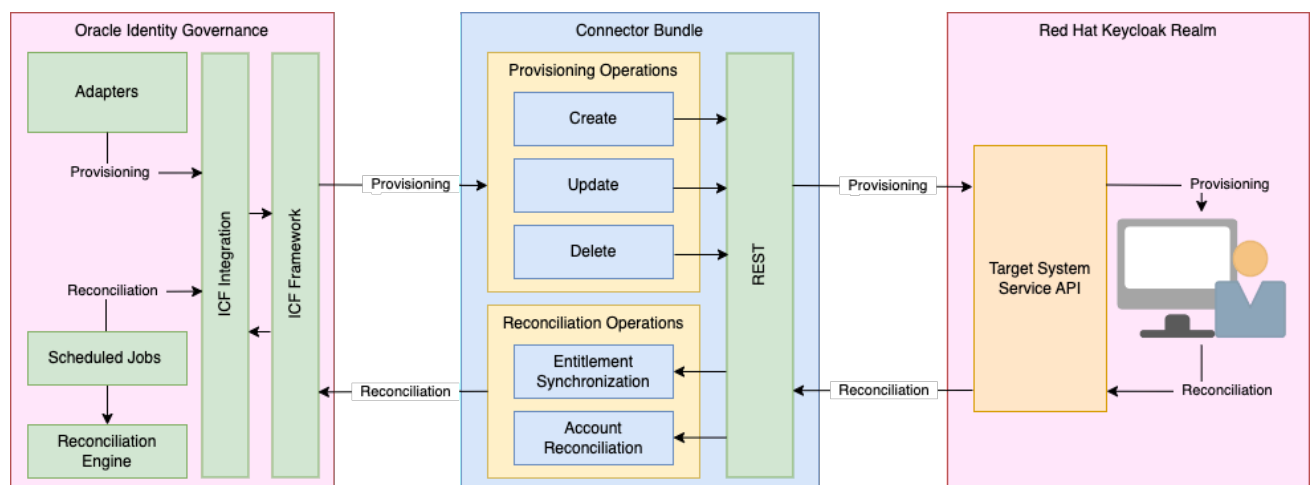 Oracle Identity Governance
Adapters
Provisioning
Reconciliation
Scheduled Jobs
Reconciliation
Engine
ICF Integration
ICF Framework
Provisioning
Reconciliation
Connector Bundle
Provisioning Operations
Create
Update
Delete
Reconciliation Operations
Entitlement
Synchronization
Account
Reconciliation
REST
Provisioning
Reconciliation
Red Hat Keycloak Realm
Target System
Service API
Provisioning
Reconciliation